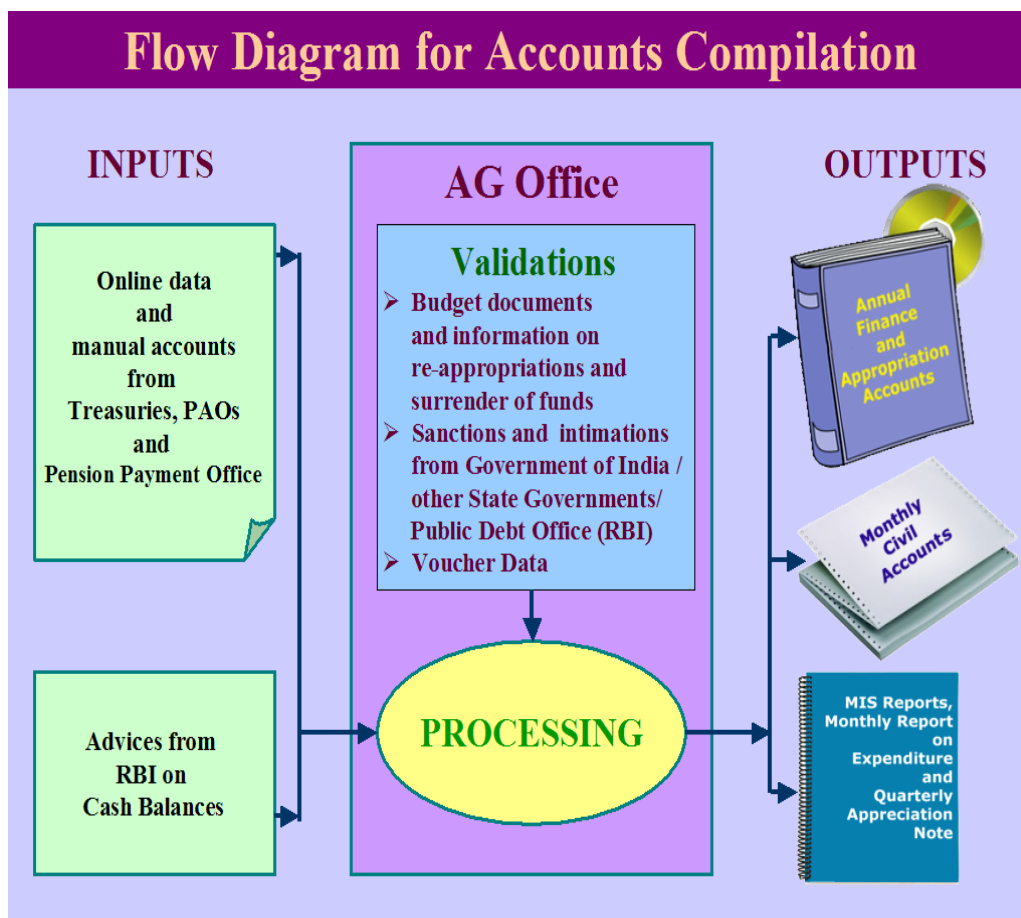 Flow Diagram for Accounts Compilation
INPUTS
Online data
and
manual accounts
from
Treasuries, PAOs
and
Pension Payment Office
Advices from
RBI on
Cash Balances
AG Office
Validations
➢ Budget documents
and information on
re-appropriations and
surrender of funds
➢ Sanctions and intimations
from Government of India /
other State Governments/
Public Debt Office (RBI)
➢ Voucher Data
PROCESSING
OUTPUTS
Annual
Finance
and
Appropriation
Accounts
Monthly
Civil
Accounts
MIS Reports,
Monthly Report
on
Expenditure
and
Quarterly
Appreciation
Note